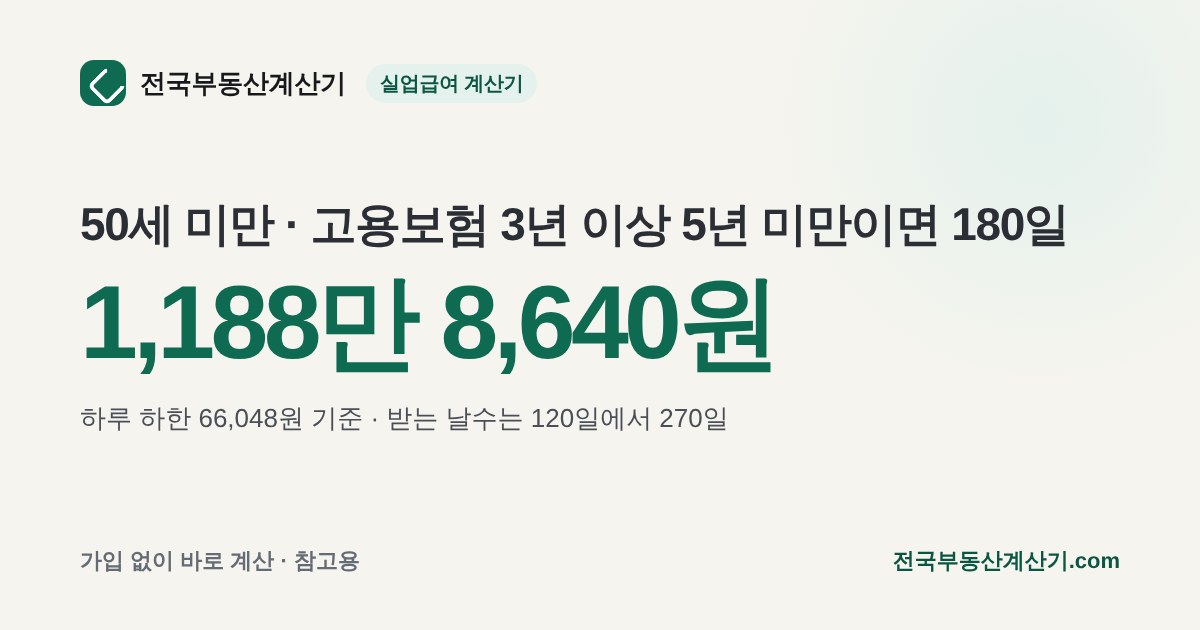 전국부동산계산기 실업급여 계산기
50세 미만 · 고용보험 3년 이상 5년 미만이면 180일
1,188만 8,640원
하루 하한 66,048원 기준 · 받는 날수는 120일에서 270일
가입 없이 바로 계산 · 참고용
전국부동산계산기.com